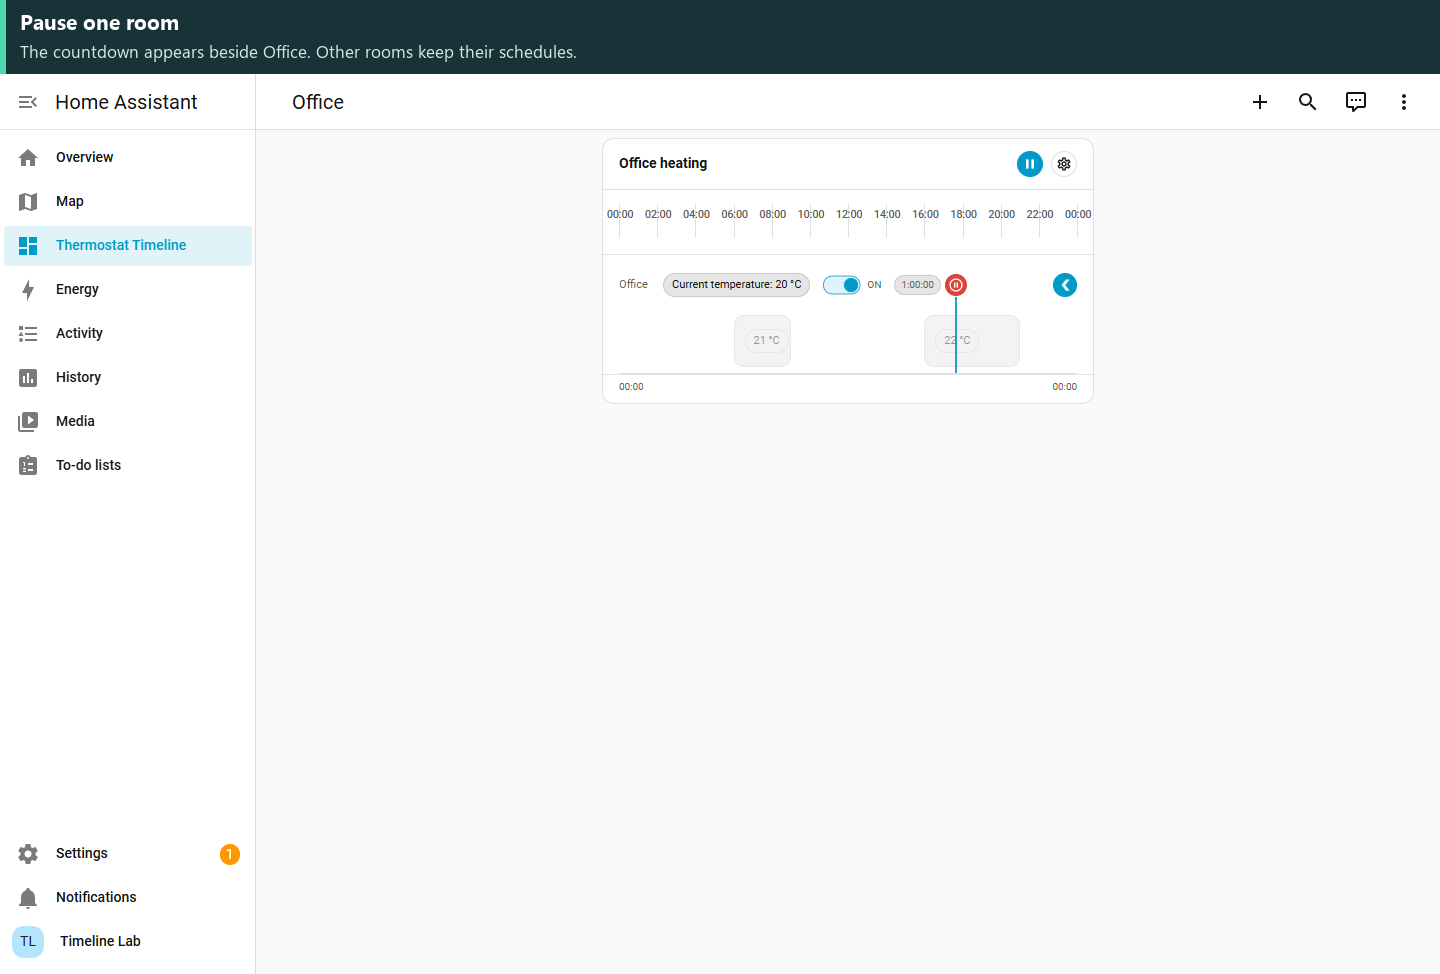 Pause one room
The countdown appears beside Office. Other rooms keep their schedules.
Home Assistant
Office
Overview
Map
Thermostat Timeline
Energy
Activity
History
Media
To-do lists
Settings 1
Notifications
TL Timeline Lab
Office heating
00:00 02:00 04:00 06:00 08:00 10:00 12:00 14:00 16:00 18:00 20:00 22:00 00:00
Office Current temperature: 20 °C ON 1:00:00
21 °C 22 °C
00:00 00:00